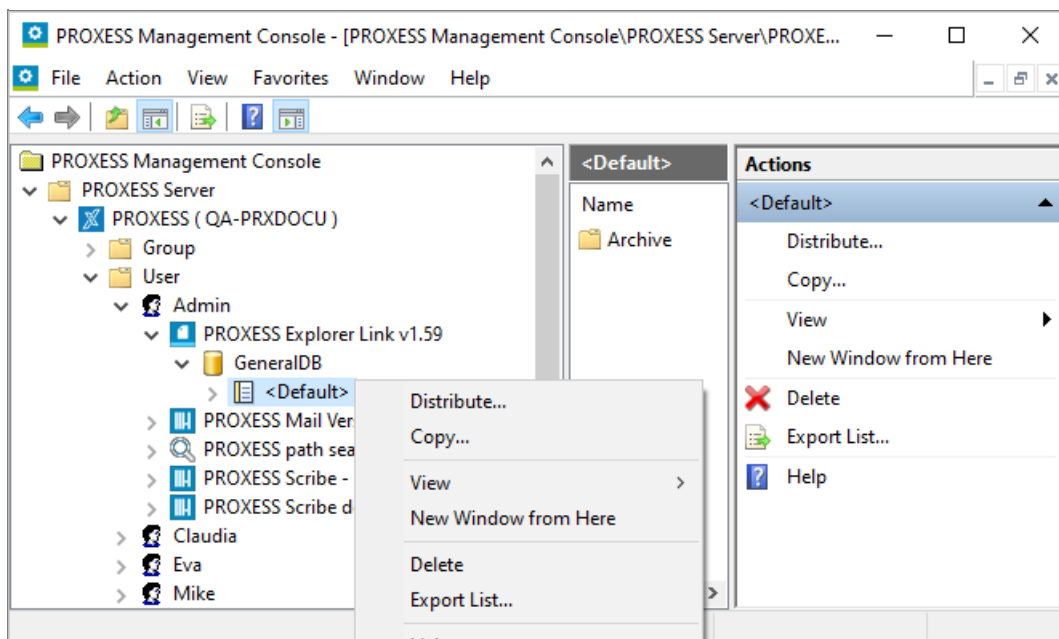 PROXESS Management Console - [PROXESS Management Console\PROXESS Server\PROXE...
File Action View Favorites Window Help
PROXESS Management Console
PROXESS Server
PROXESS ( QA-PRXDOCU )
Group
User
Admin
PROXESS Explorer Link v1.59
GeneralDB
<Default>
PROXESS Mail Ver
PROXESS path sea
PROXESS Scribe -
PROXESS Scribe d
Claudia
Eva
Mike
<Default>
Name
Archive
Distribute...
Copy...
View
New Window from Here
Delete
Export List...
Actions
<Default>
Distribute...
Copy...
View
New Window from Here
Delete
Export List...
Help